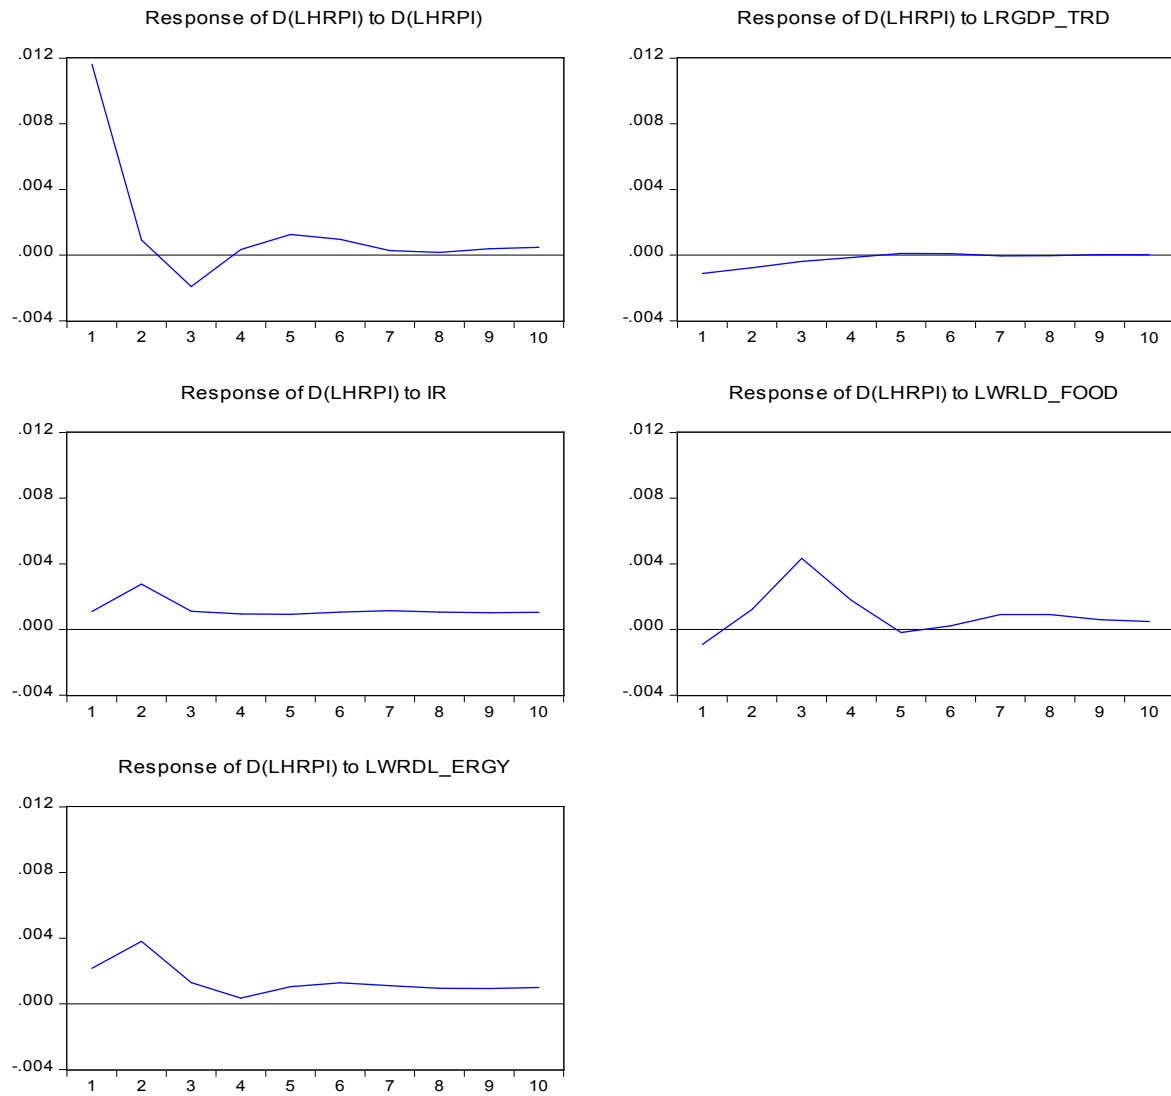 Response of D(LHRPI) to D(LHRPI)
.012
.008
.004
.000
-.004
1 2 3 4 5 6 7 8 9 10
Response of D(LHRPI) to LRGDP_TRD
.012
.008
.004
.000
-.004
1 2 3 4 5 6 7 8 9 10
Response of D(LHRPI) to IR
.012
.008
.004
.000
-.004
1 2 3 4 5 6 7 8 9 10
Response of D(LHRPI) to LWRLD_FOOD
.012
.008
.004
.000
-.004
1 2 3 4 5 6 7 8 9 10
Response of D(LHRPI) to LWRDL_ERGY
.012
.008
.004
.000
-.004
1 2 3 4 5 6 7 8 9 10